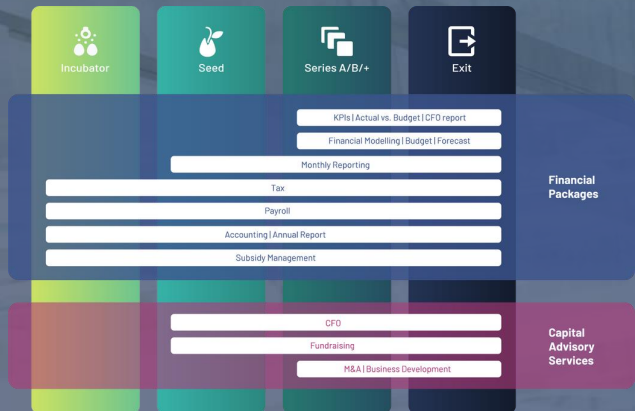 Incubator
Seed
Series A/B/+
Exit
KPIs | Actual vs. Budget | CFO report
Financial Modelling | Budget | Forecast
Monthly Reporting
Tax
Payroll
Accounting | Annual Report
Subsidy Management
Financial
Packages
CFO
Fundraising
M&A | Business Development
Capital
Advisory
Services